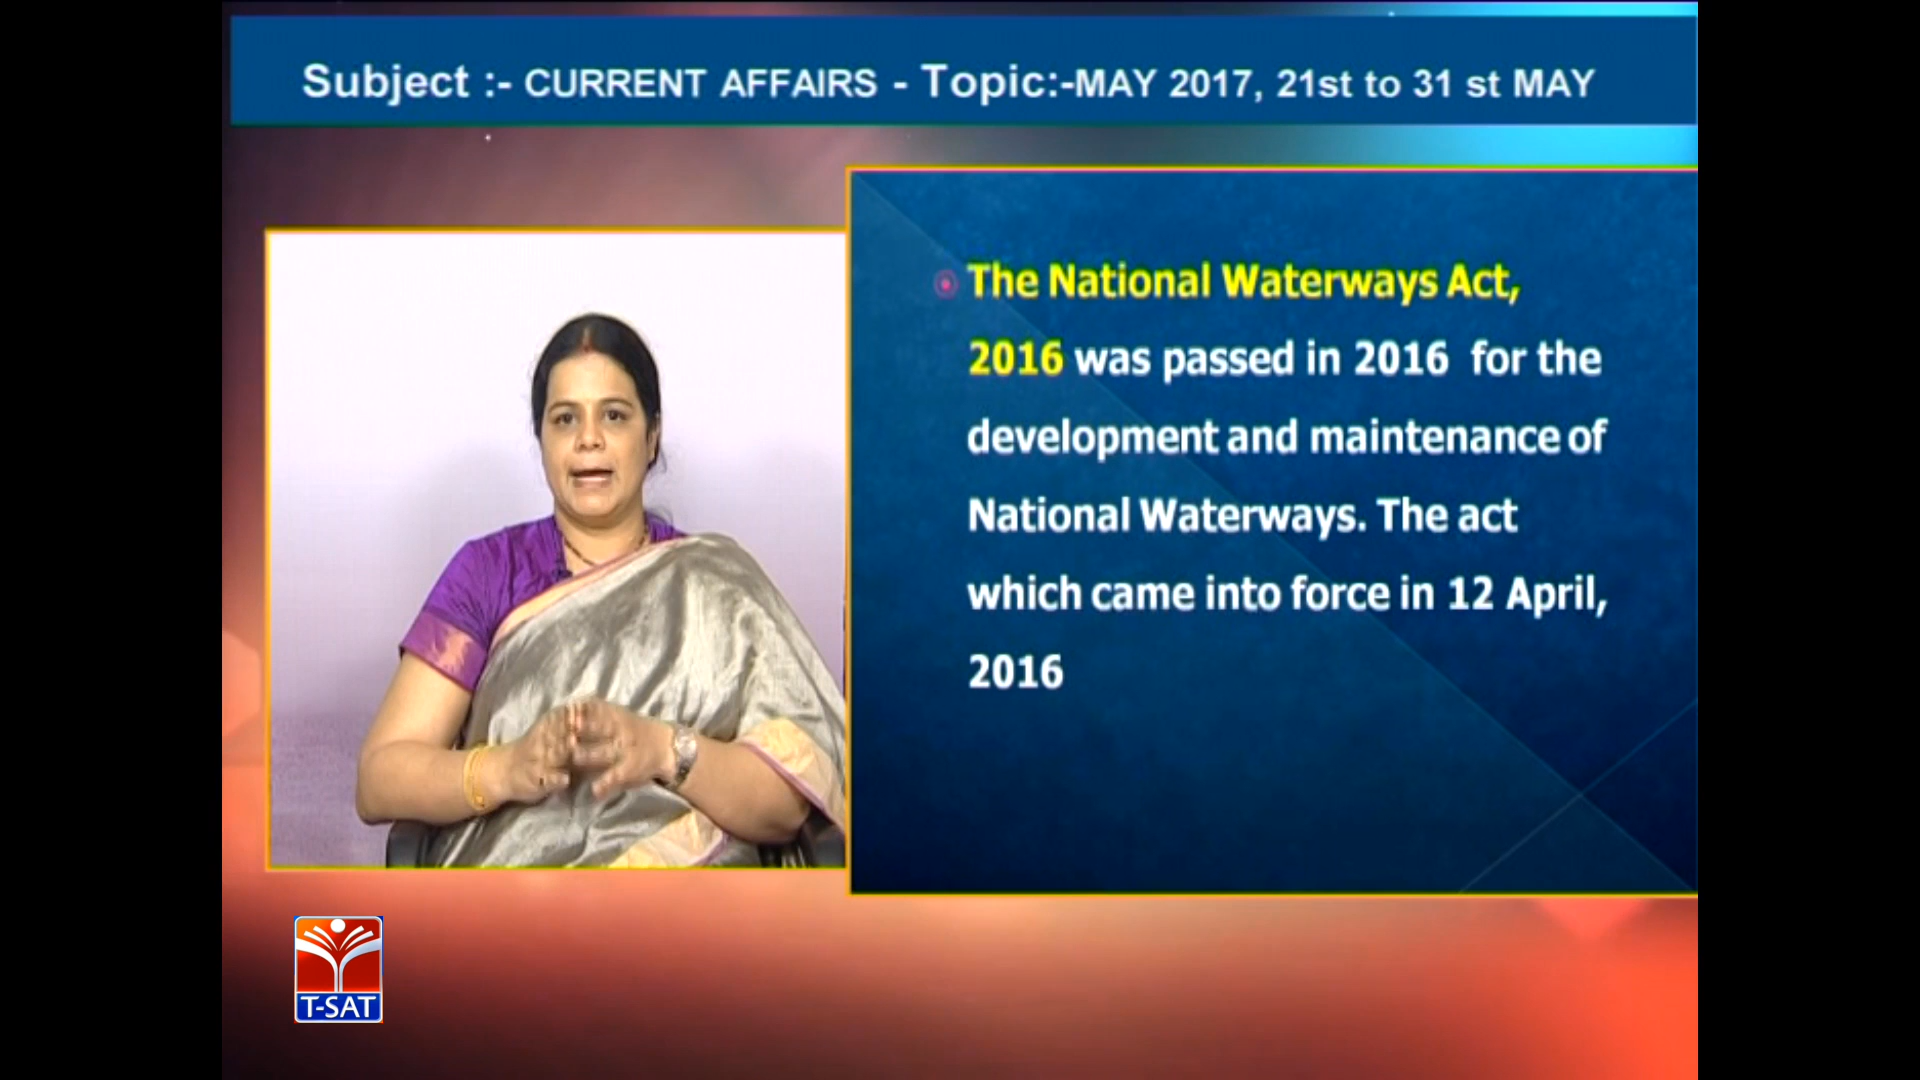 Subject :- CURRENT AFFAIRS - Topic:-MAY 2017, 21st to 31 st MAY
The National Waterways Act,
2016 was passed in 2016 for the
development and maintenance of
National Waterways. The act
which came into force in 12 April,
2016
T-SAT